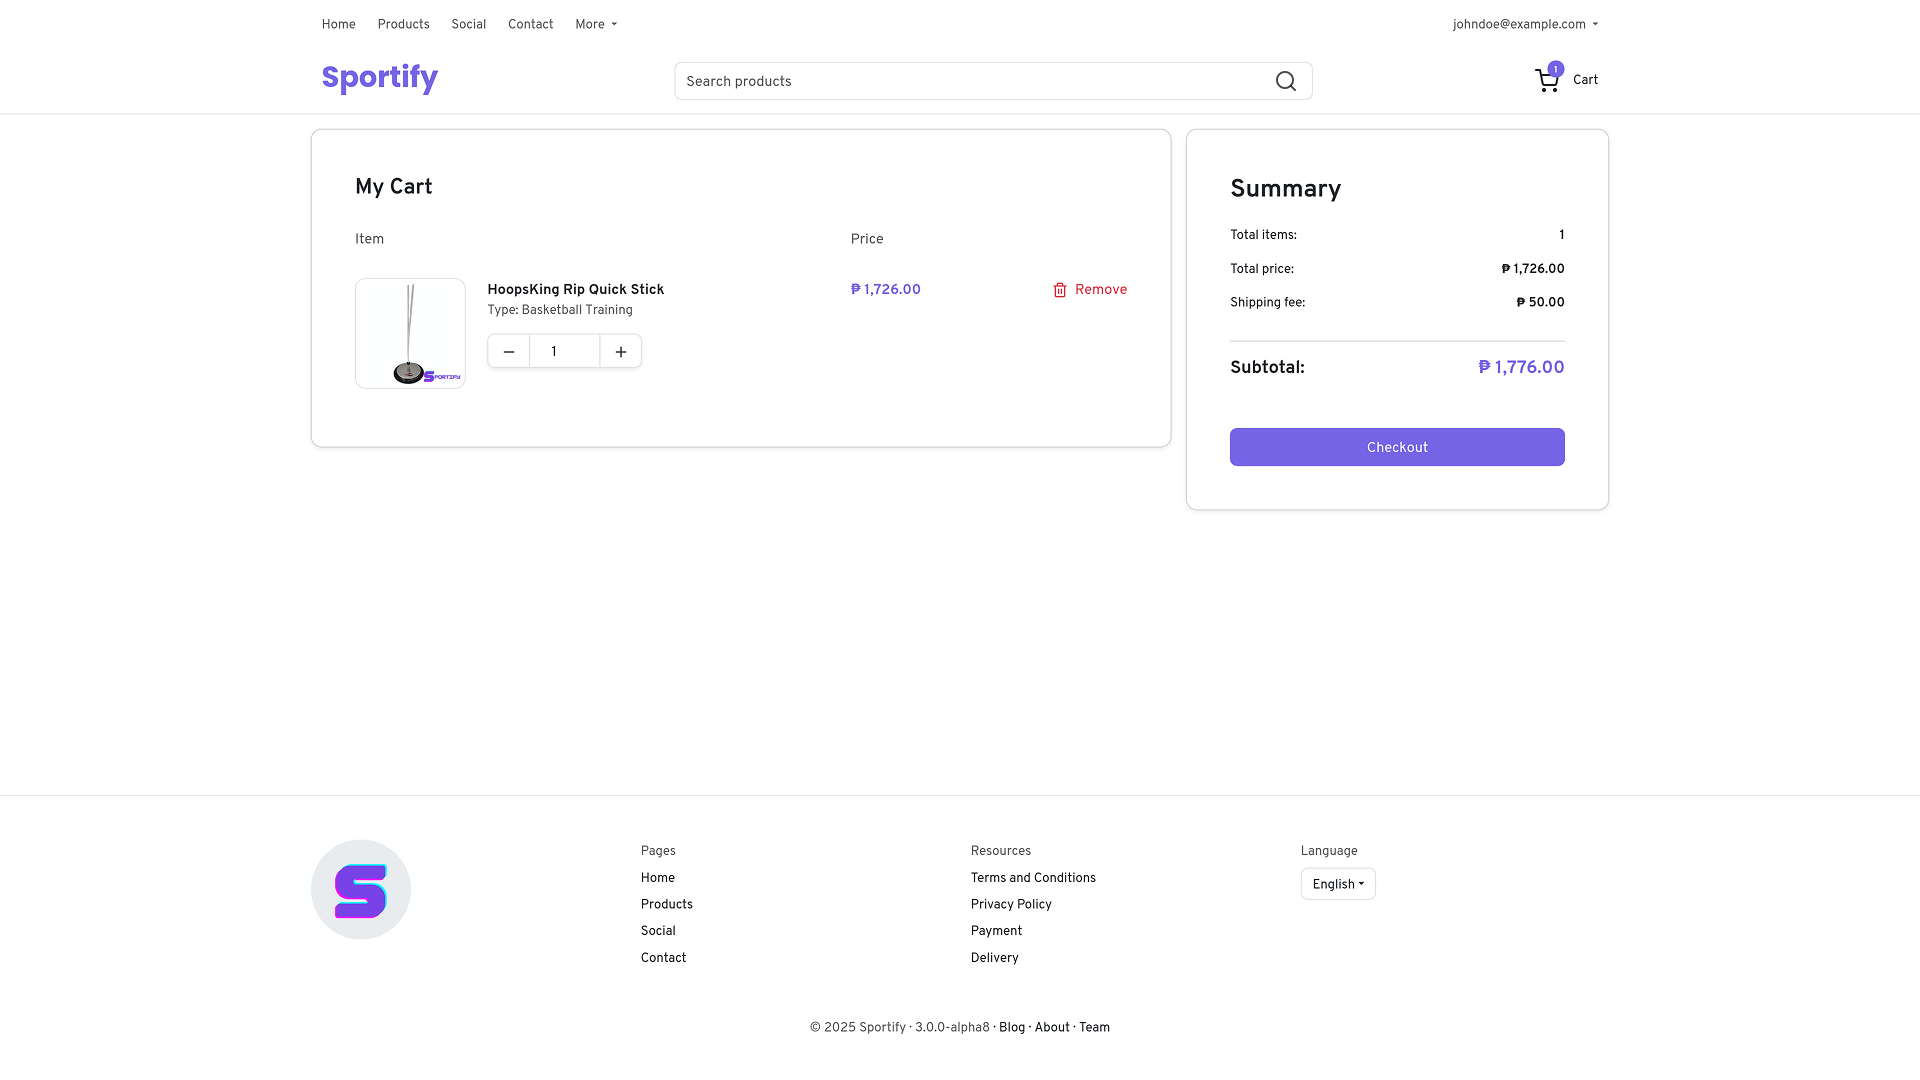 Home Products Social Contact More
johndoe@example.com
Sportify
Search products
1
Cart
My Cart
Item Price
HoopsKing Rip Quick Stick
Type: Basketball Training
₱ 1,726.00
Remove
1
SPORTIFY
Summary
Total items: 1
Total price: ₱ 1,726.00
Shipping fee: ₱ 50.00
Subtotal: ₱ 1,776.00
Checkout
S
Pages
Home
Products
Social
Contact
Resources
Terms and Conditions
Privacy Policy
Payment
Delivery
Language
English
© 2025 Sportify · 3.0.0-alpha8 · Blog · About · Team